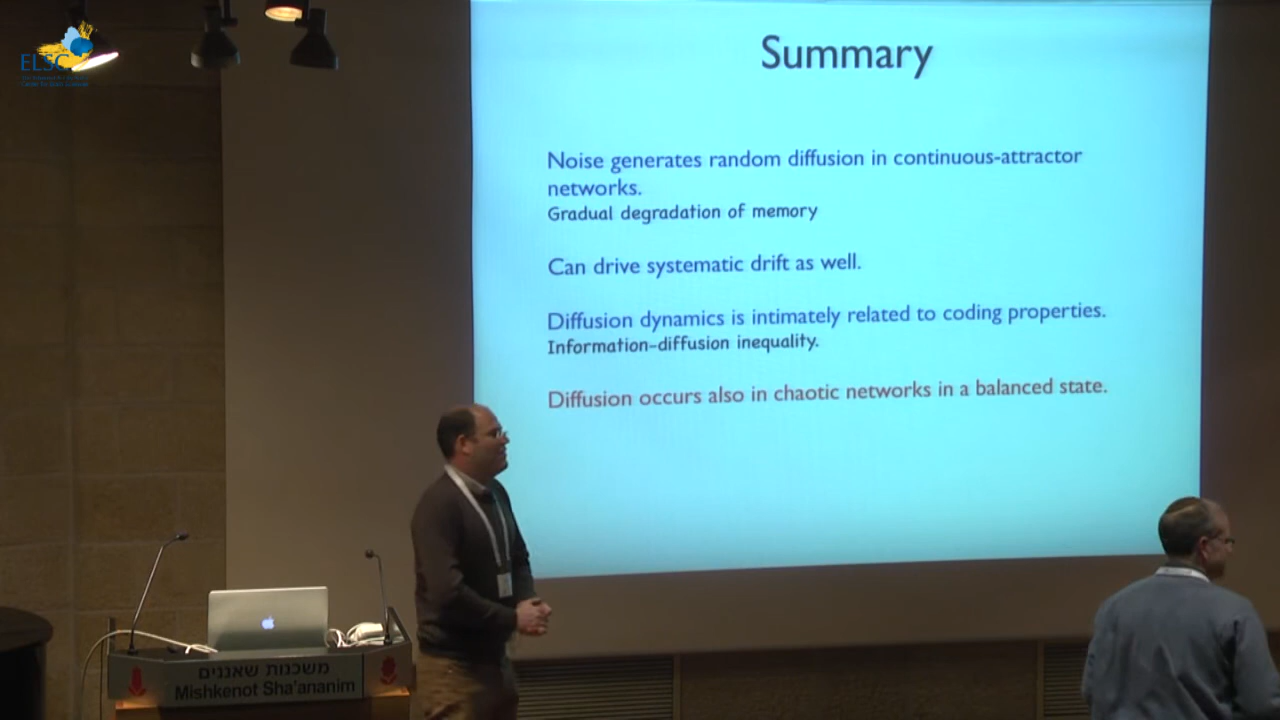 ELSC
Summary
Noise generates random diffusion in continuous-attractor
networks.
Gradual degradation of memory
Can drive systematic drift as well.
Diffusion dynamics is intimately related to coding properties.
Information-diffusion inequality.
Diffusion occurs also in chaotic networks in a balanced state.
משכנות שאננים
Mishkenot Sha'ananim